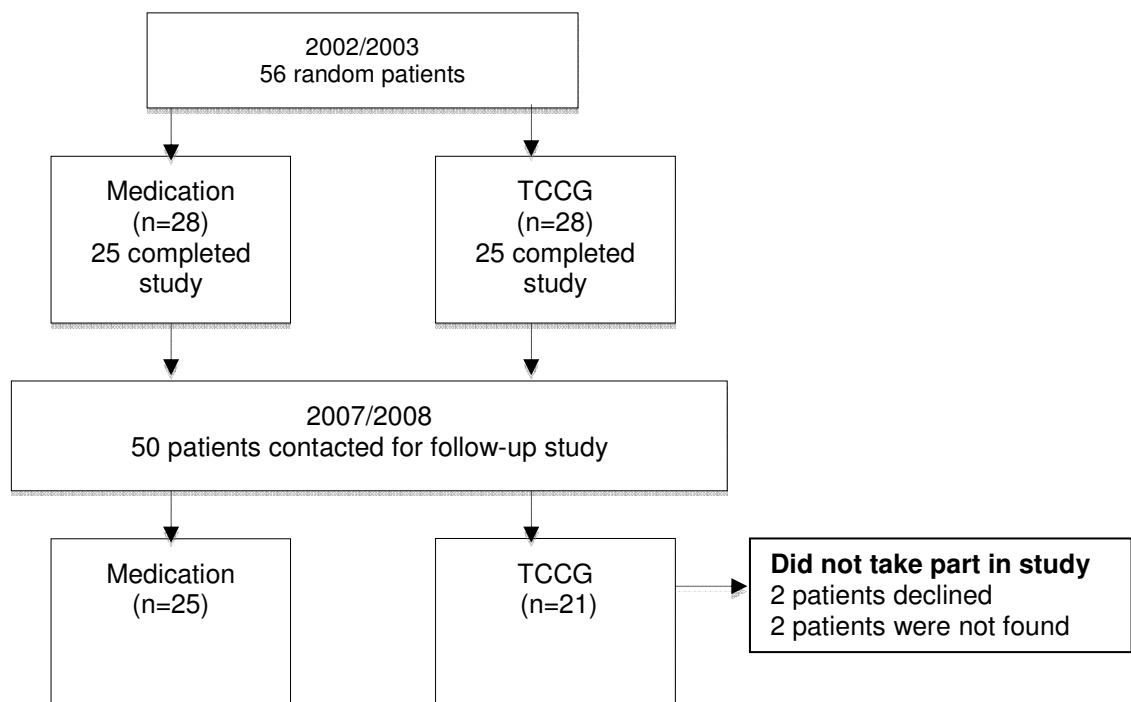 2002/2003
56 random patients
Medication
(n=28)
25 completed
study
TCCG
(n=28)
25 completed
study
2007/2008
50 patients contacted for follow-up study
Medication
(n=25)
TCCG
(n=21)
Did not take part in study
2 patients declined
2 patients were not found